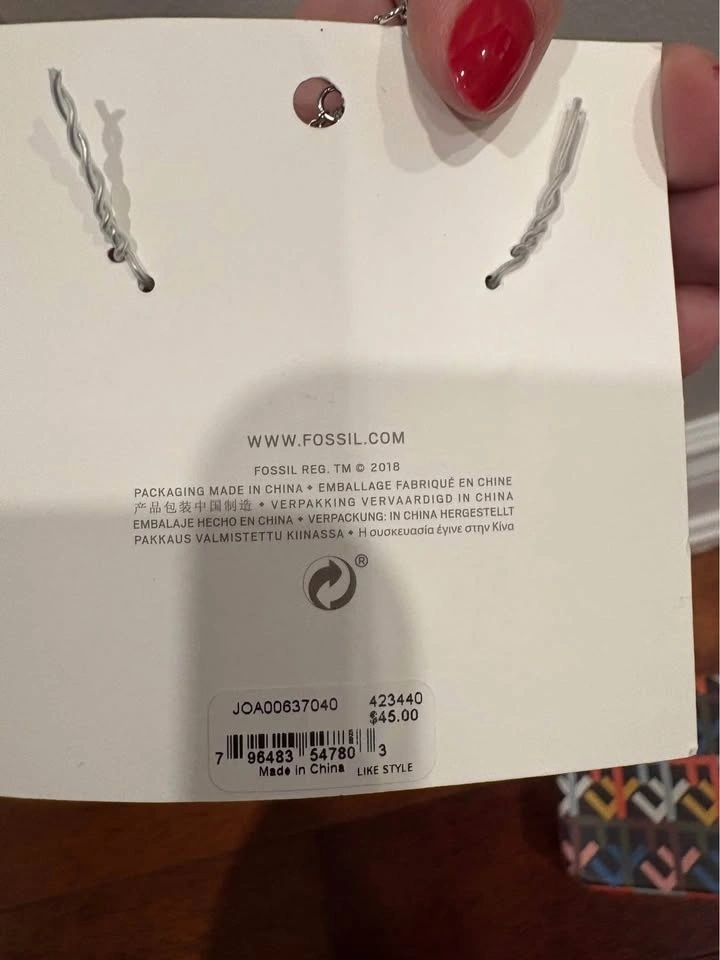 WWW.FOSSIL.COM
FOSSIL REG. TM © 2018
PACKAGING MADE IN CHINA • EMBALLAGE FABRIQUÉ EN CHINE
产品包装中国制造 • VERPAKKING VERVAARDIGD IN CHINA
EMBALAJE HECHO EN CHINA • VERPACKUNG: IN CHINA HERGESTELLT
PAKKAUS VALMISTETTU KIINASSA • Η συσκευασία έγινε στην Κίνα
®
JOA00637040 423440
$45.00
7 96483 54780 3
Made in China LIKE STYLE